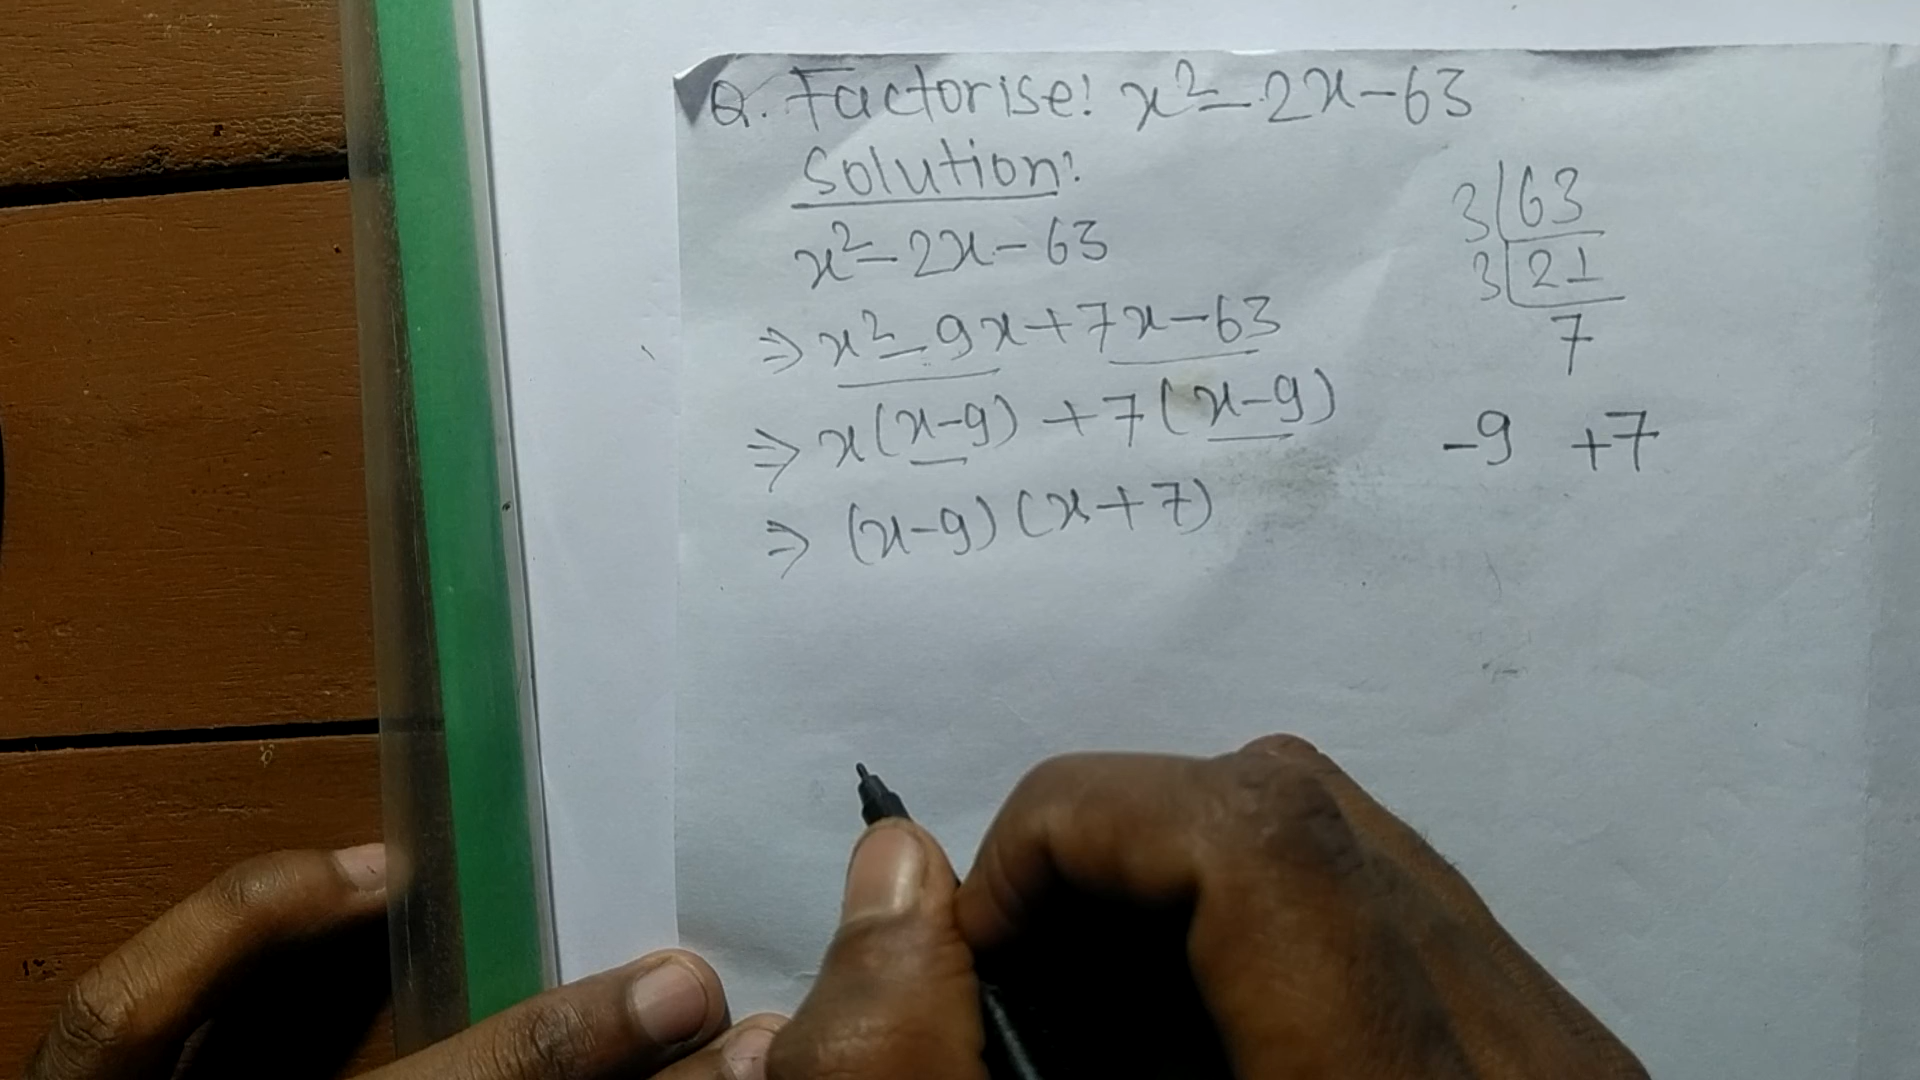 Q. Factorise: x² - 2x - 63
Solution:
x² - 2x - 63
⇒ x² - 9x + 7x - 63
⇒ x(x-9) + 7(x-9)
⇒ (x-9)(x+7)
3|63
3|21
7
-9 +7